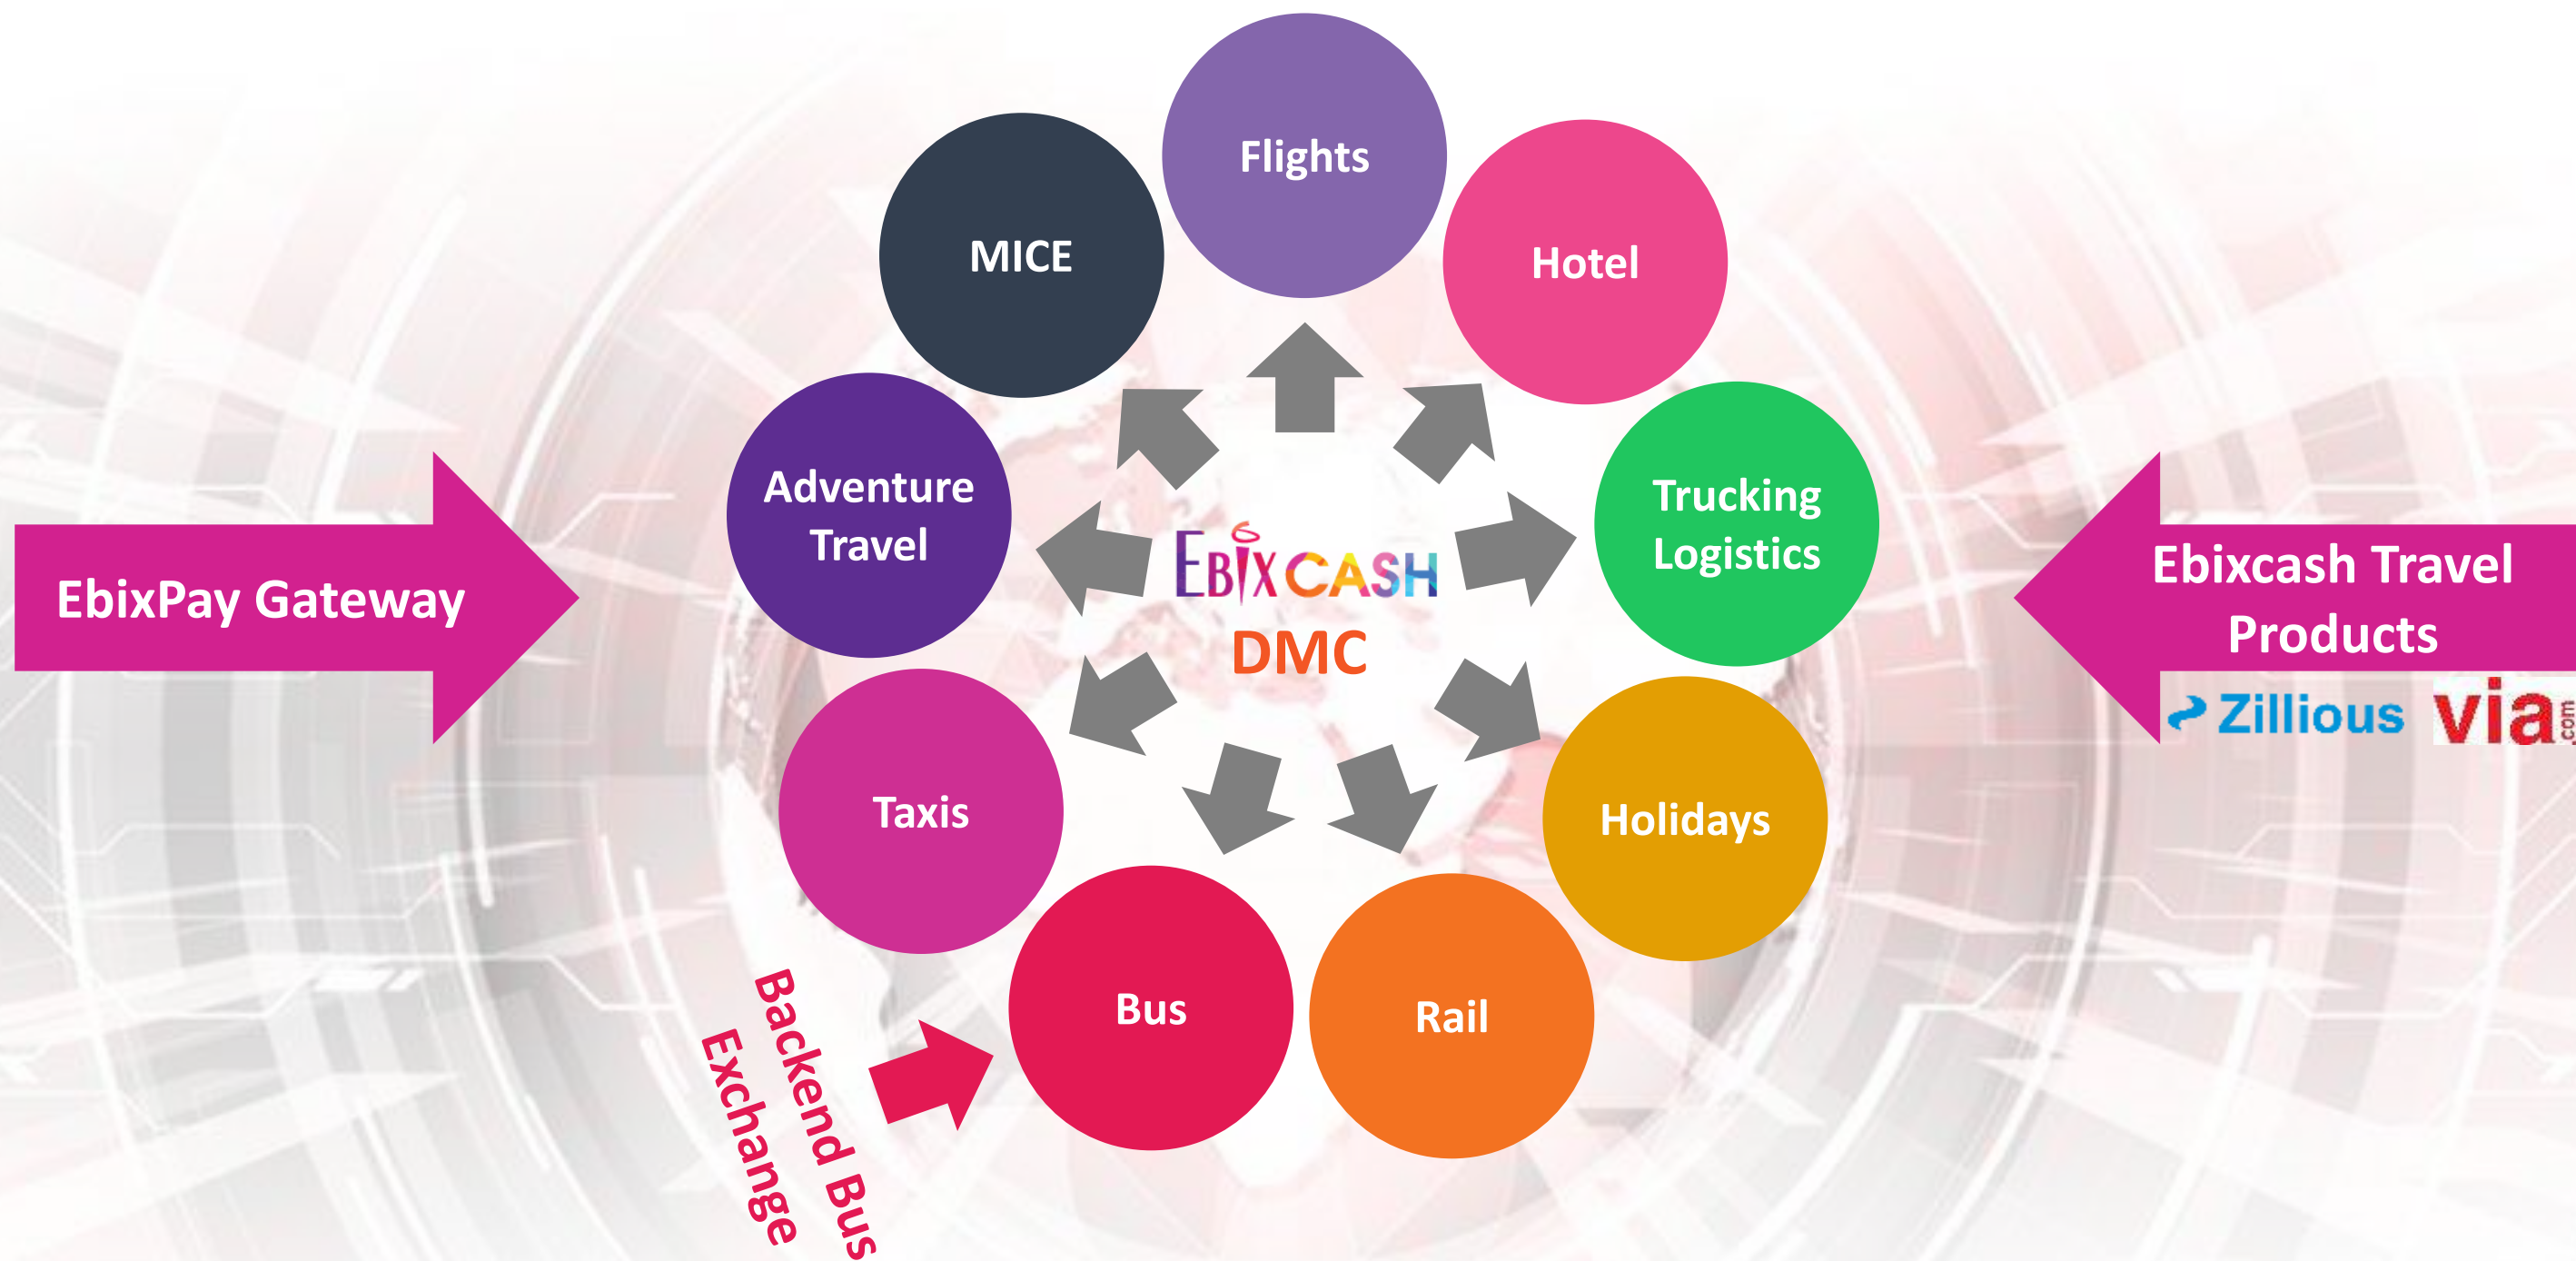 Flights
MICE
Hotel
Adventure
Travel
Trucking
Logistics
EBIXCASH
DMC
EbixPay Gateway
Ebixcash Travel
Products
Zillious
via.com
Taxis
Holidays
Bus
Rail
Backend Bus
Exchange